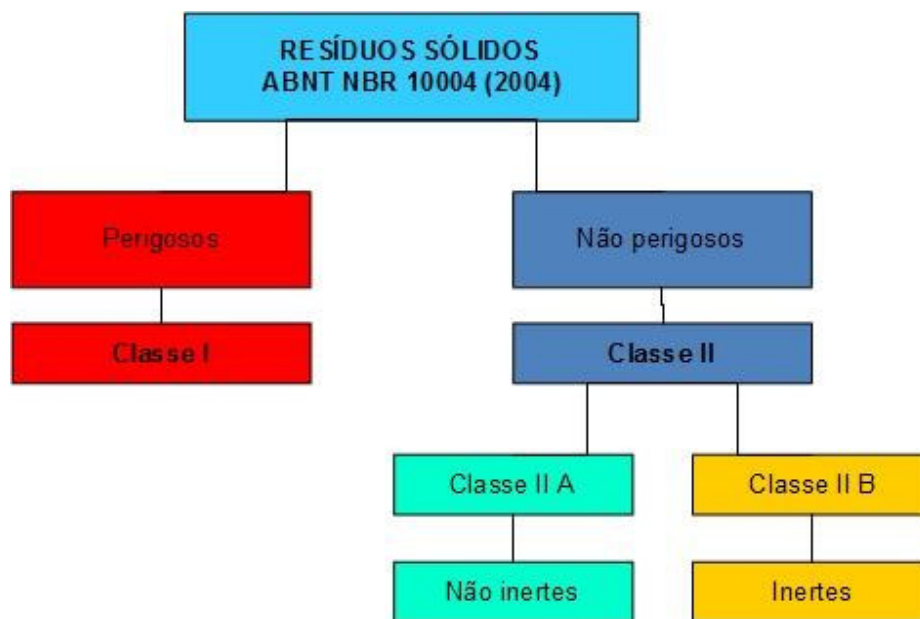 RESÍDUOS SÓLIDOS
ABNT NBR 10004 (2004)
Perigosos
Não perigosos
Classe I
Classe II
Classe II A
Classe II B
Não inertes
Inertes